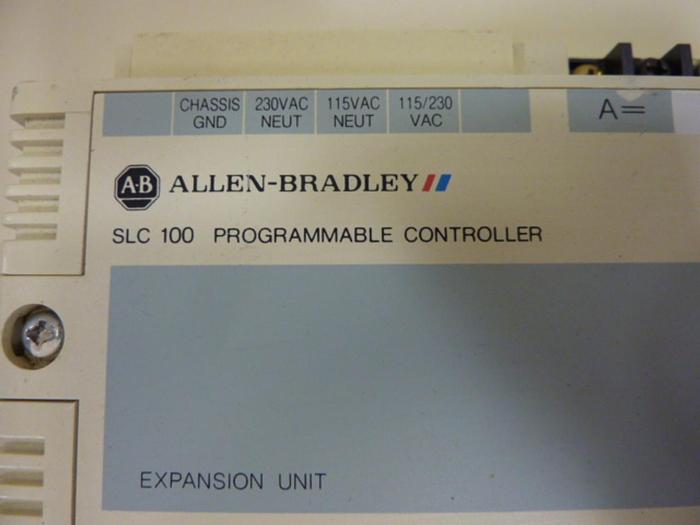 CHASSIS GND
230VAC NEUT
115VAC NEUT
115/230 VAC
A=
A·B ALLEN-BRADLEY
SLC 100 PROGRAMMABLE CONTROLLER
EXPANSION UNIT